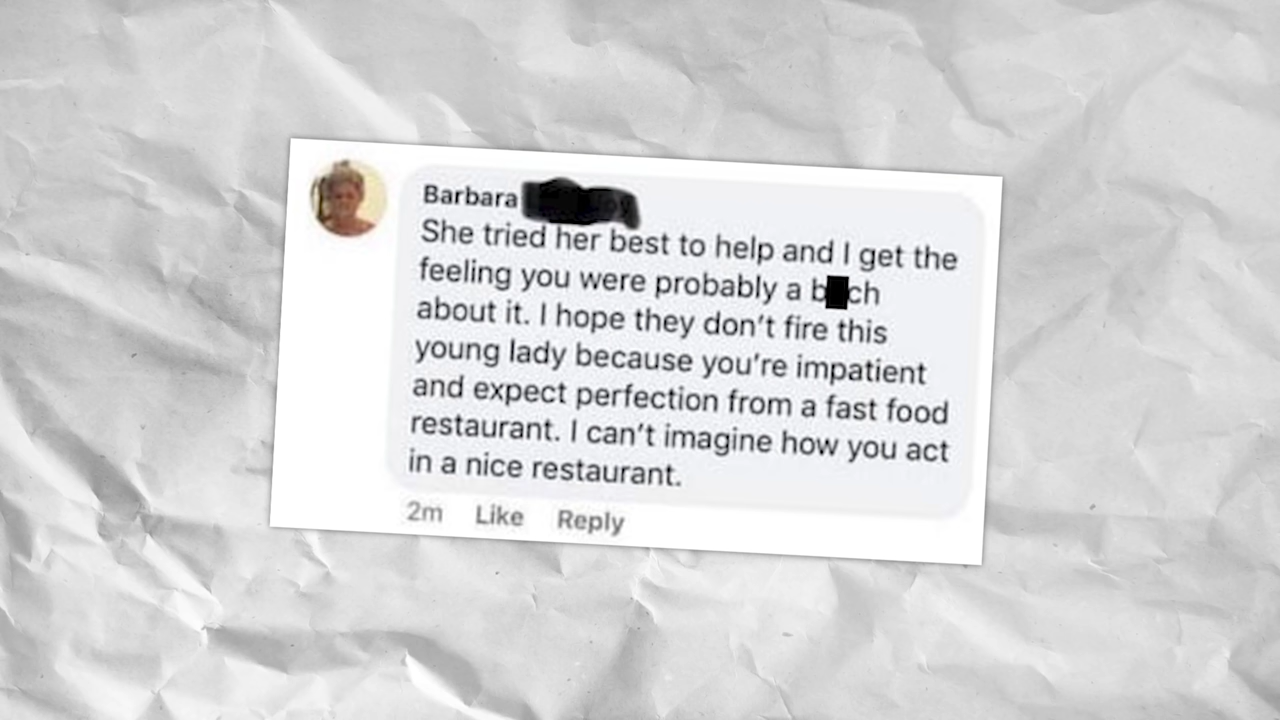 Barbara
She tried her best to help and I get the
feeling you were probably a b█ch
about it. I hope they don’t fire this
young lady because you’re impatient
and expect perfection from a fast food
restaurant. I can’t imagine how you act
in a nice restaurant.
2m Like Reply